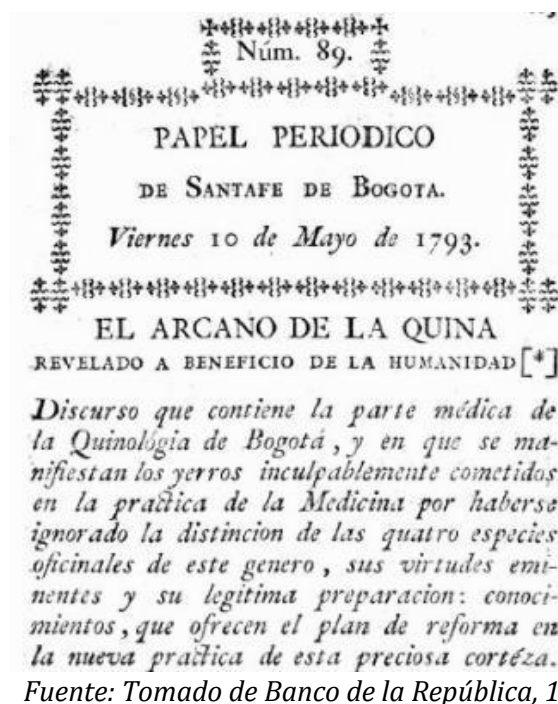 Núm. 89.
PAPEL PERIODICO
DE SANTAFE DE BOGOTA.
Viernes 10 de Mayo de 1793.
EL ARCANO DE LA QUINA
REVELADO A BENEFICIO DE LA HUMANIDAD [*]
Discurso que contiene la parte médica de
la Quinológia de Bogotá, y en que se ma-
nifiestan los yerros inculpablemente cometidos
en la practica de la Medicina por haberse
ignorado la distincion de las quatro especies
oficinales de este genero, sus virtudes emi-
nentes y su legitima preparacion: conoci-
mientos, que ofrecen el plan de reforma en
la nueva practica de esta preciosa cortéza.
Fuente: Tomado de Banco de la República, 1